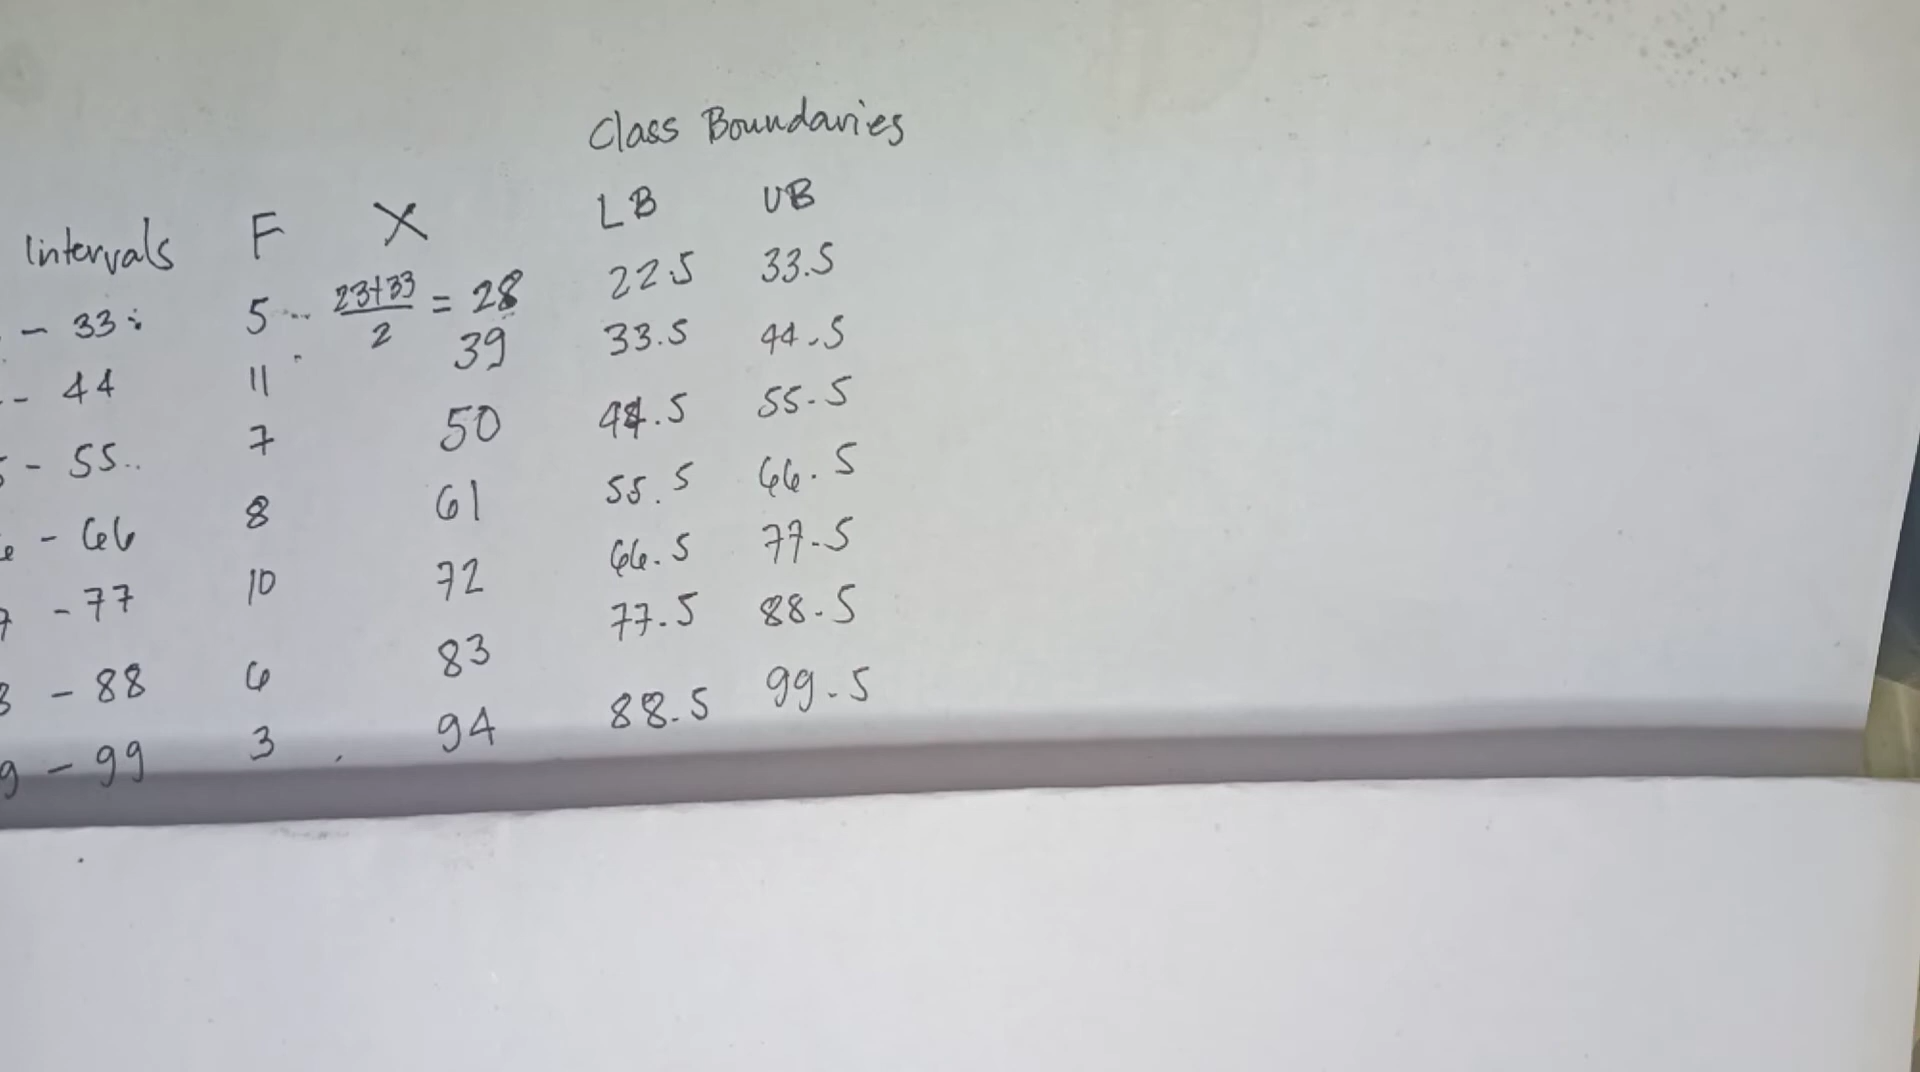 Class Boundaries
Intervals F X LB UB
- 33 5 23+33/2 = 28 22.5 33.5
- 44 11 39 33.5 44.5
- 55 7 50 44.5 55.5
- 66 8 61 55.5 66.5
- 77 10 72 66.5 77.5
- 88 6 83 77.5 88.5
9 - 99 3 94 88.5 99.5